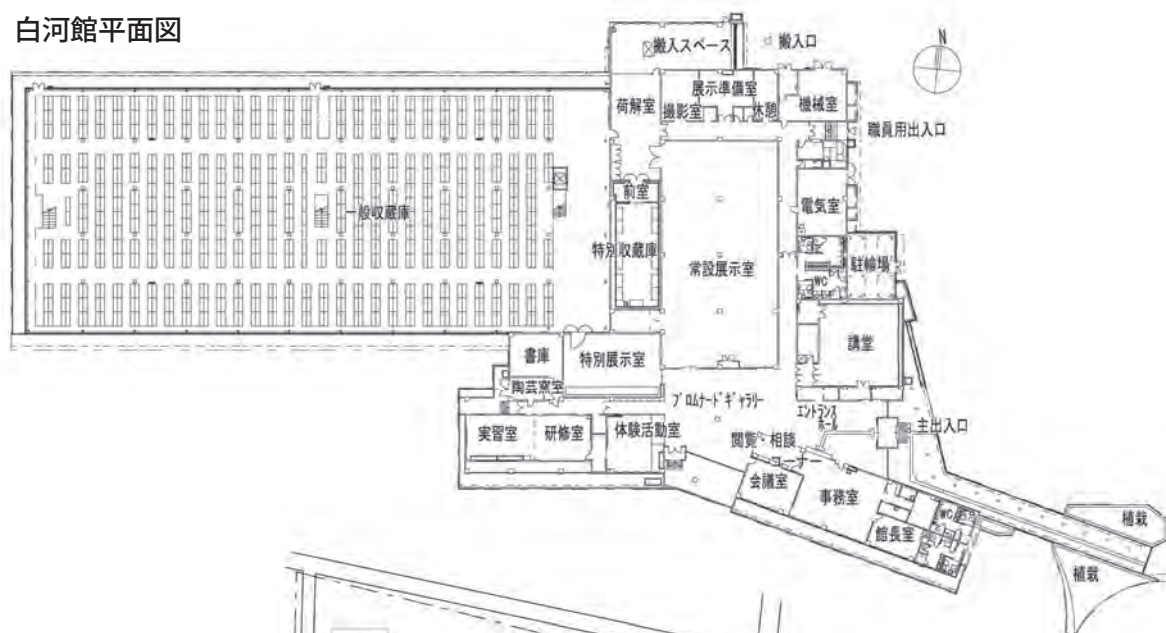 白河館平面図
搬入スペース
搬入口
N
荷解室
展示準備室
撮影室
休憩
機械室
職員用出入口
前室
電気室
一般収蔵庫
特別収蔵庫
常設展示室
WC
駐輪場
講堂
書庫
特別展示室
陶芸窯室
プロムナードギャラリー
エントランス
ホール
主出入口
実習室
研修室
体験活動室
閲覧・相談
コーナー
会議室
事務室
館長室
WC
植栽
植栽